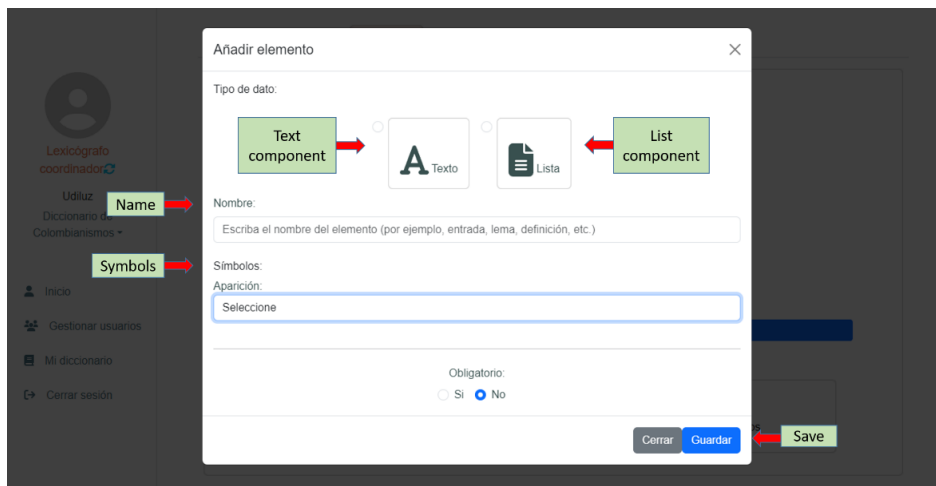 Añadir elemento
Tipo de dato:
Text
component
Texto
Lista
List
component
Lexicógrafo
coordinador
Udiluz
Diccionario de
Colombianismos
Name
Nombre:
Escriba el nombre del elemento (por ejemplo, entrada, lema, definición, etc.)
Symbols
Símbolos:
Aparición:
Seleccione
Inicio
Gestionar usuarios
Mi diccionario
Cerrar sesión
Obligatorio:
Si No
Cerrar Guardar
Save